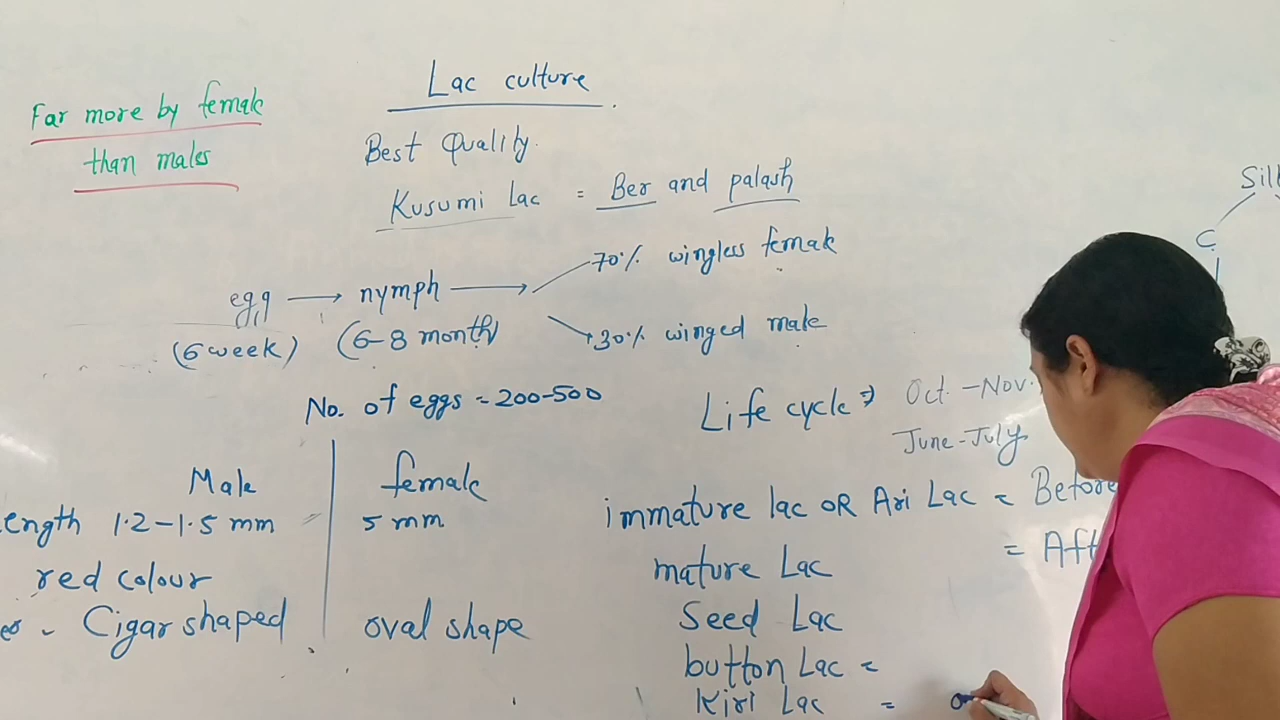 Far more by female
than males
Lac culture
Best Quality.
Kusumi Lac = Ber and palash
egg → nymph → 70% wingless female
30% winged male
(6 week) (6-8 month)
No. of eggs = 200-500
Life cycle ⇒ Oct. - Nov.
June-July
Male female
length 1.2-1.5 mm 5 mm
red colour
Cigar shaped oval shape
immature lac OR Ari Lac = Before
mature Lac = Aft
Seed Lac
button Lac =
Kiri Lac =
Sil
C